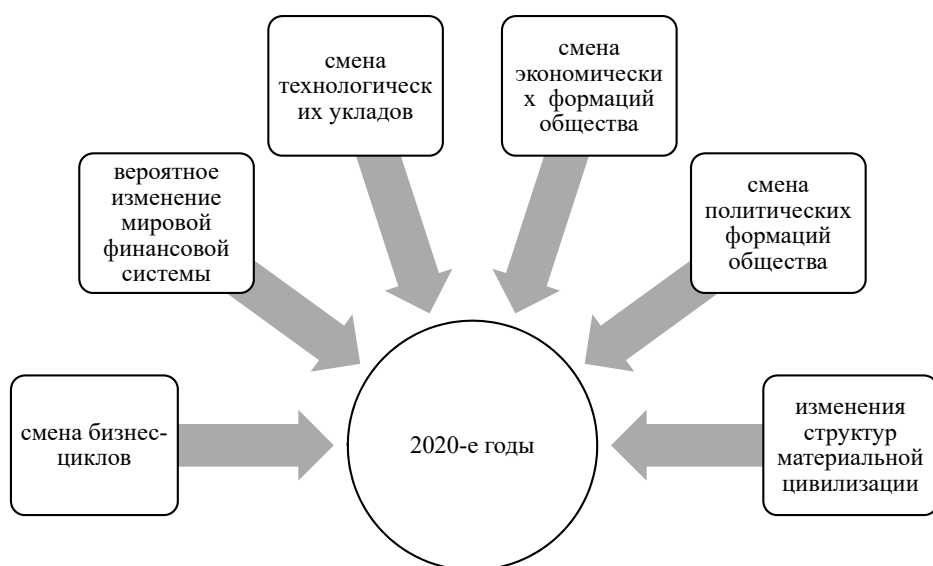 смена
технологическ
их укладов
смена
экономически
х формаций
общества
вероятное
изменение
мировой
финансовой
системы
смена
политических
формаций
общества
смена бизнес-
циклов
2020-е годы
изменения
структур
материальной
цивилизации